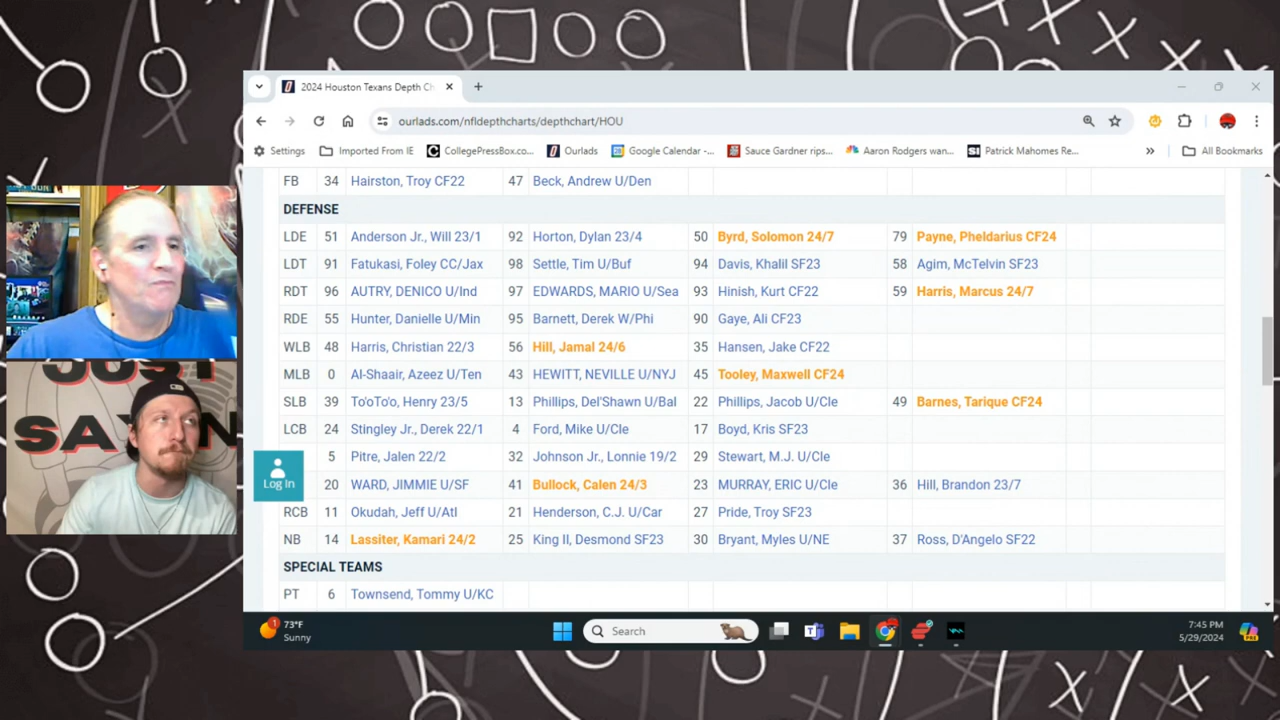 2024 Houston Texans Depth Ch
ourlads.com/nfldepthcharts/depthchart/HOU
Settings Imported From IE CollegePressBox.co... Ourlads Google Calendar -... Sauce Gardner rips... Aaron Rodgers wan... Patrick Mahomes Re... » All Bookmarks
FB 34 Hairston, Troy CF22 47 Beck, Andrew U/Den
DEFENSE
LDE 51 Anderson Jr., Will 23/1 92 Horton, Dylan 23/4 50 Byrd, Solomon 24/7 79 Payne, Pheldarius CF24
LDT 91 Fatukasi, Foley CC/Jax 98 Settle, Tim U/Buf 94 Davis, Khalil SF23 58 Agim, McTelvin SF23
RDT 96 AUTRY, DENICO U/Ind 97 EDWARDS, MARIO U/Sea 93 Hinish, Kurt CF22 59 Harris, Marcus 24/7
RDE 55 Hunter, Danielle U/Min 95 Barnett, Derek W/Phi 90 Gaye, Ali CF23
WLB 48 Harris, Christian 22/3 56 Hill, Jamal 24/6 35 Hansen, Jake CF22
MLB 0 Al-Shaair, Azeez U/Ten 43 HEWITT, NEVILLE U/NYJ 45 Tooley, Maxwell CF24
SLB 39 To'oTo'o, Henry 23/5 13 Phillips, Del'Shawn U/Bal 22 Phillips, Jacob U/Cle 49 Barnes, Tarique CF24
LCB 24 Stingley Jr., Derek 22/1 4 Ford, Mike U/Cle 17 Boyd, Kris SF23
5 Pitre, Jalen 22/2 32 Johnson Jr., Lonnie 19/2 29 Stewart, M.J. U/Cle
20 WARD, JIMMIE U/SF 41 Bullock, Calen 24/3 23 MURRAY, ERIC U/Cle 36 Hill, Brandon 23/7
RCB 11 Okudah, Jeff U/Atl 21 Henderson, C.J. U/Car 27 Pride, Troy SF23
NB 14 Lassiter, Kamari 24/2 25 King II, Desmond SF23 30 Bryant, Myles U/NE 37 Ross, D'Angelo SF22
SPECIAL TEAMS
PT 6 Townsend, Tommy U/KC
Log In
JUST
SAY
N
1
73°F
Sunny
Search
7:45 PM
5/29/2024